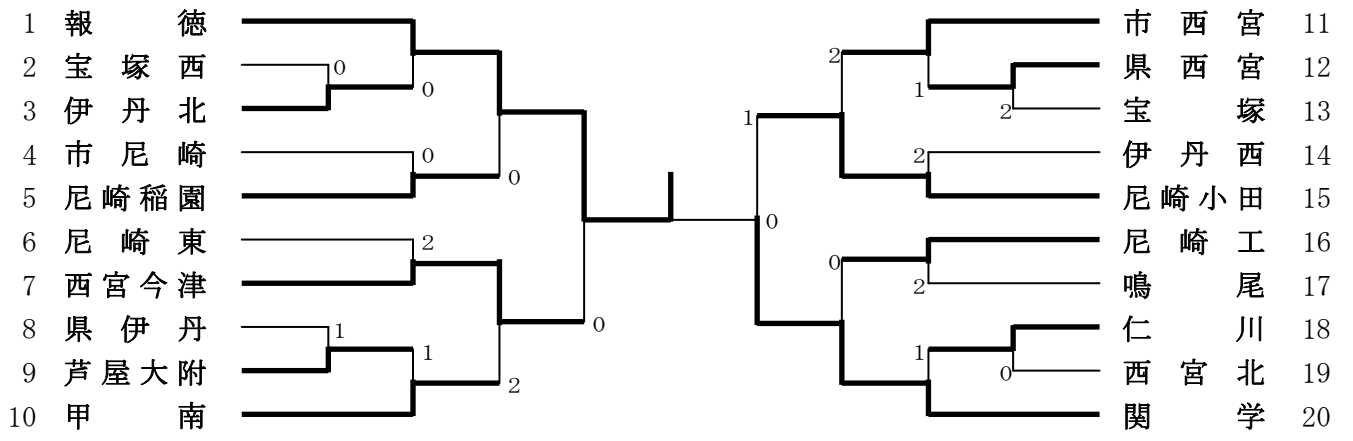 1 報徳
2 宝塚西
3 伊丹北
4 市尼崎
5 尼崎稲園
6 尼崎東
7 西宮今津
8 県伊丹
9 芦屋大附
10 甲南
0
0
0
0
2
1
1
2
0
0
1
2
0
1
2
2
2
1
0
市西宮 11
県西宮 12
宝塚 13
伊丹西 14
尼崎小田 15
尼崎工 16
鳴尾 17
仁川 18
西宮北 19
関学 20